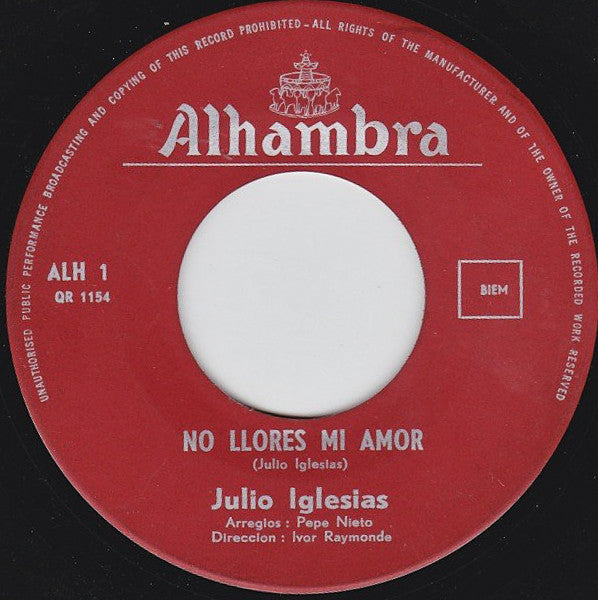 UNAUTHORISED PUBLIC PERFORMANCE BROADCASTING AND COPYING OF THIS RECORD PROHIBITED–ALL RIGHTS OF THE MANUFACTURER AND OF THE OWNER OF THE RECORDED WORK RESERVED
Alhambra
ALH 1
QR 1154
BIEM
NO LLORES MI AMOR
(Julio Iglesias)
Julio Iglesias
Arreglos : Pepe Nieto
Direccion : Ivor Raymonde